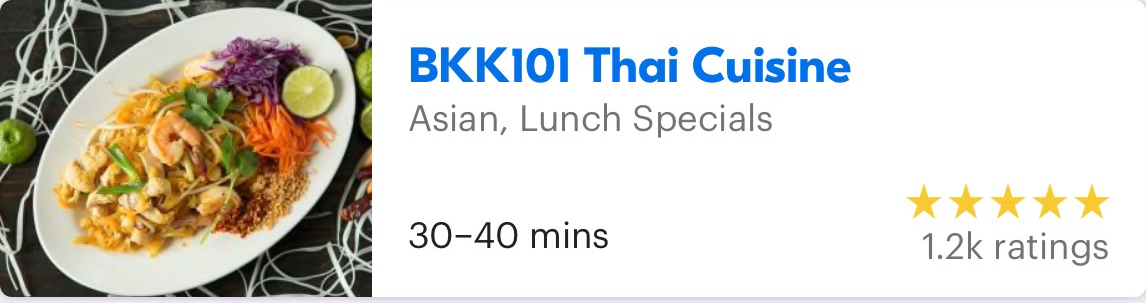 BKK101 Thai Cuisine
Asian, Lunch Specials
30–40 mins
1.2k ratings